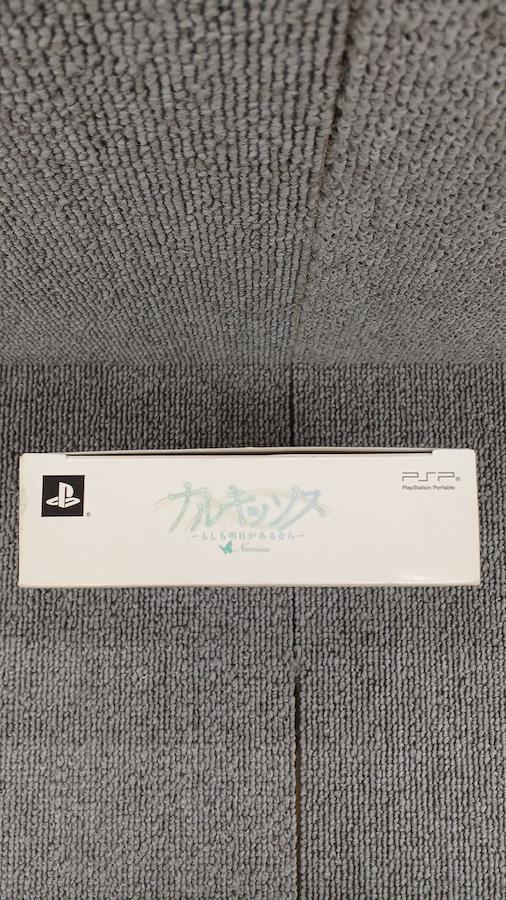 ナルキッソス
～もしも明日があるなら～
Narcissu
PSP®
PlayStation Portable
®